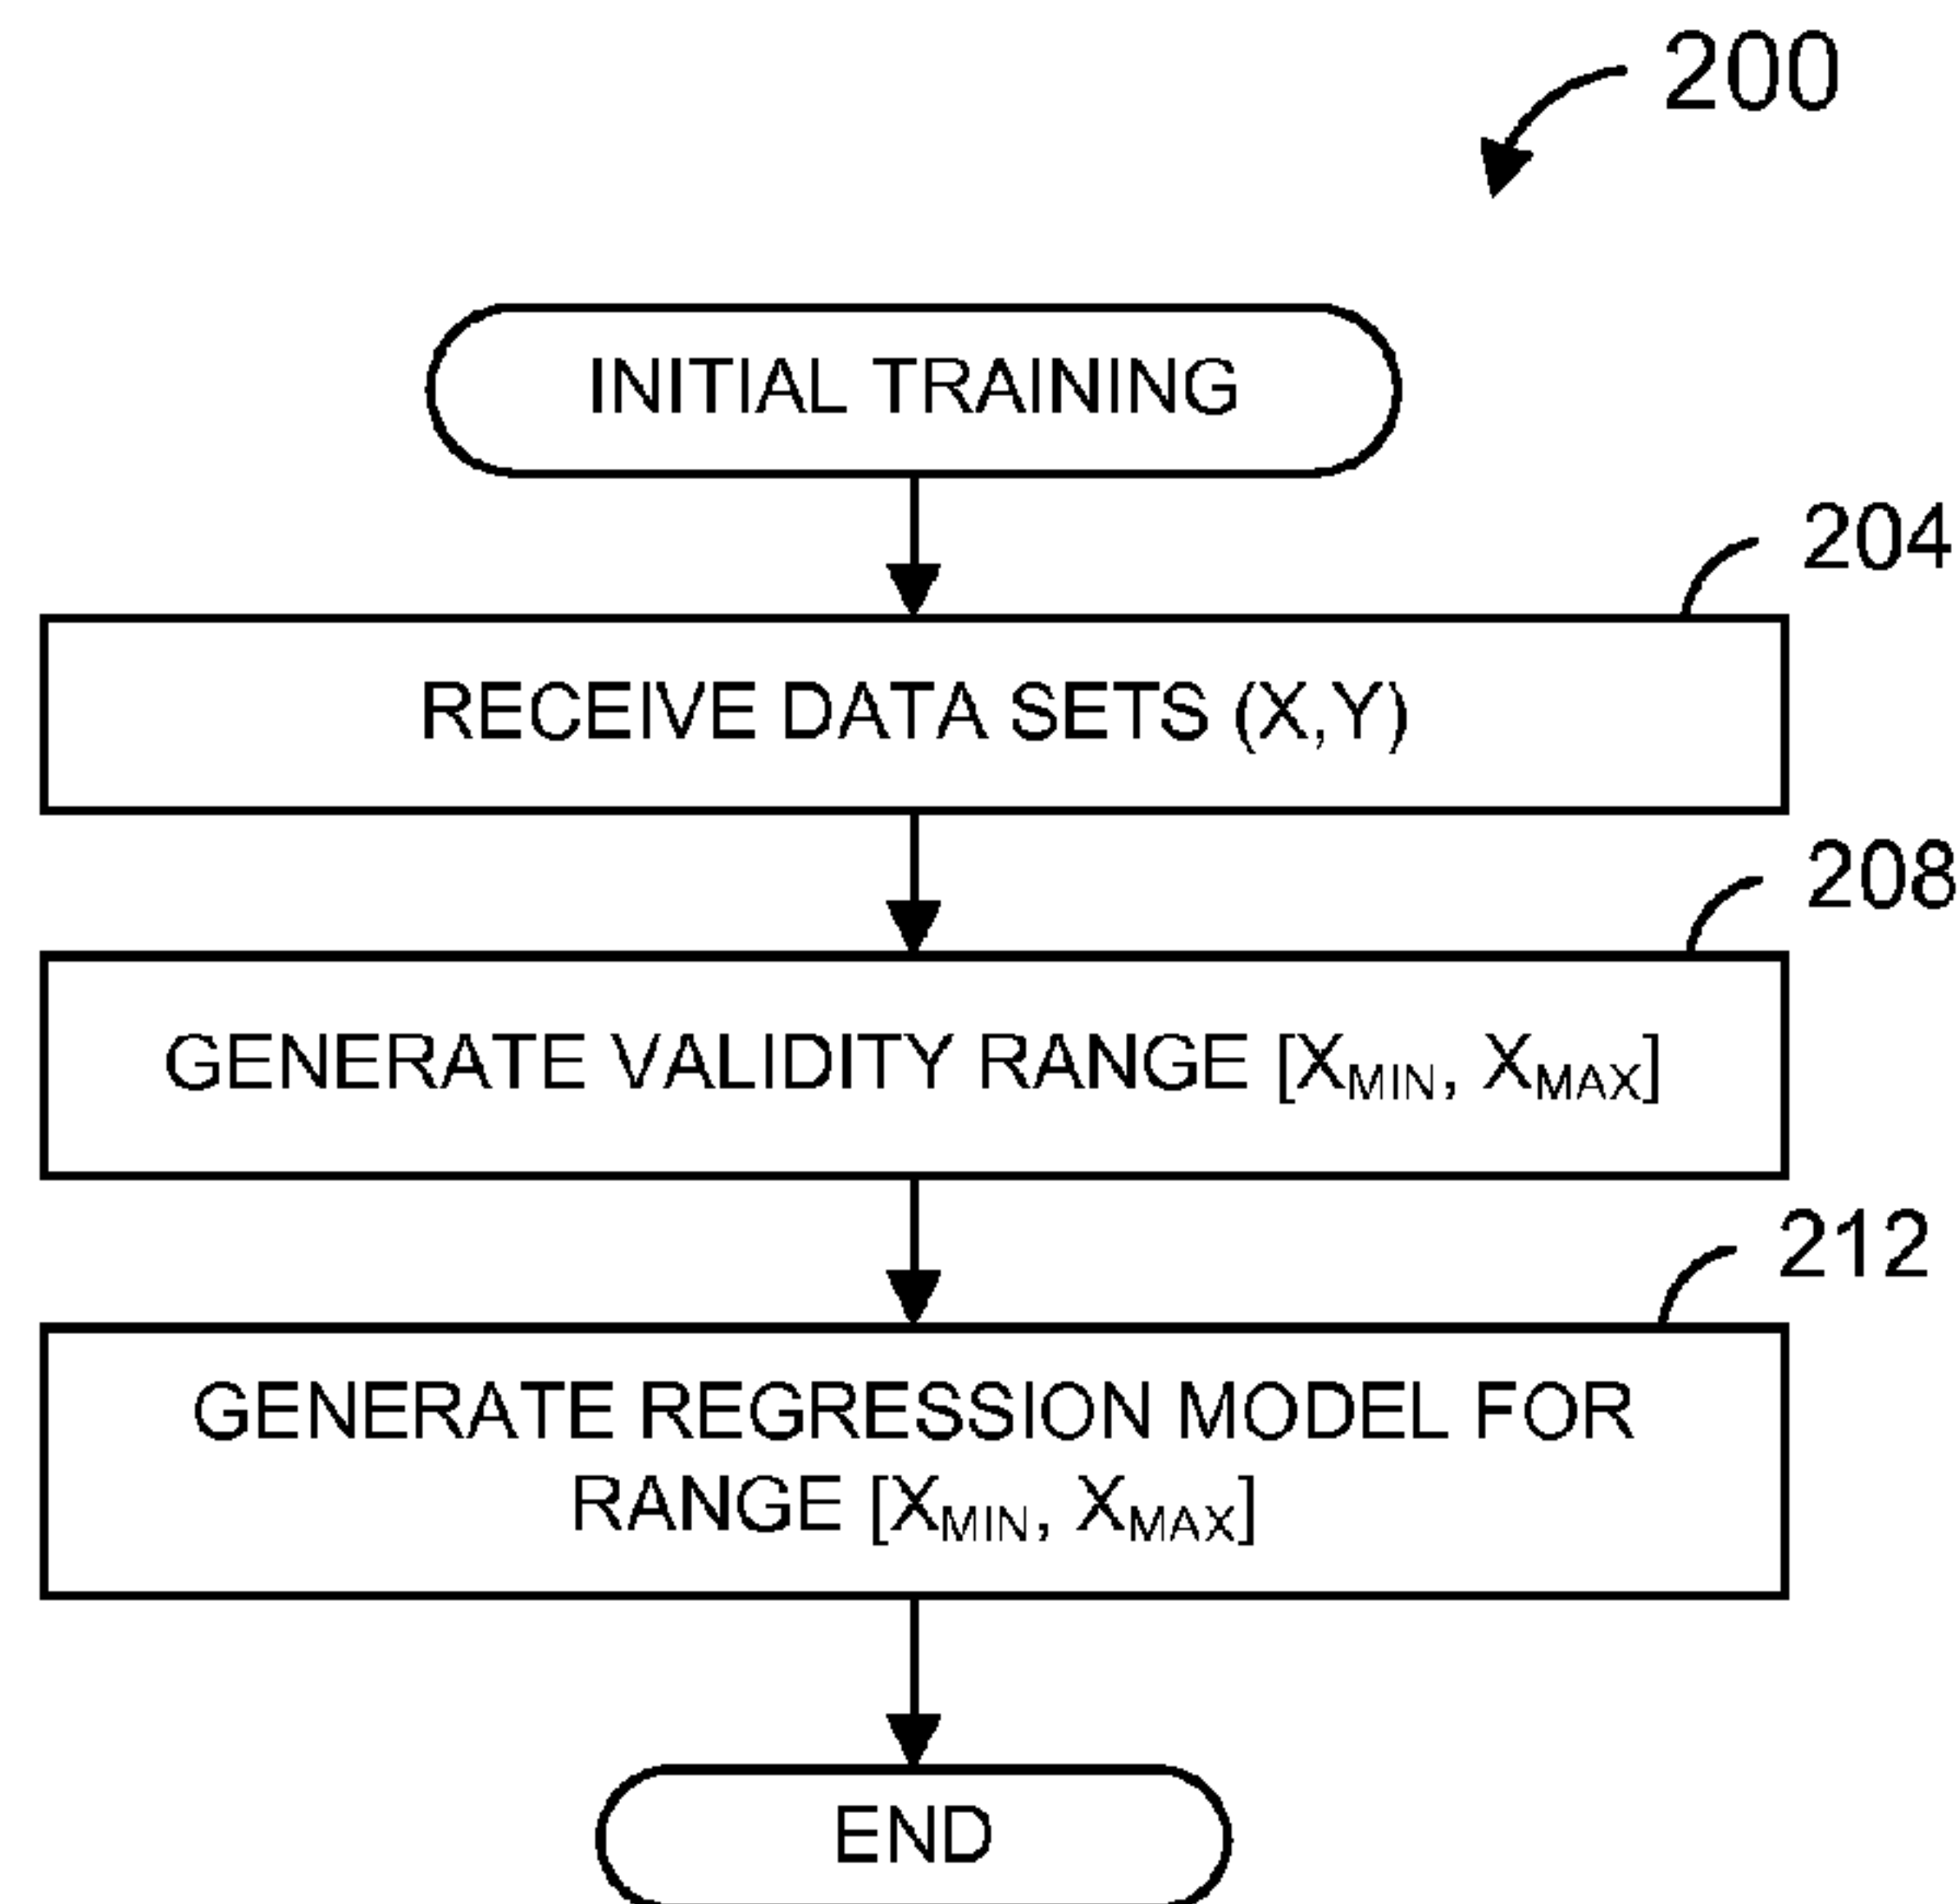 200
INITIAL TRAINING
204
RECEIVE DATA SETS (X,Y)
208
GENERATE VALIDITY RANGE [XMIN, XMAX]
212
GENERATE REGRESSION MODEL FOR
RANGE [XMIN, XMAX]
END